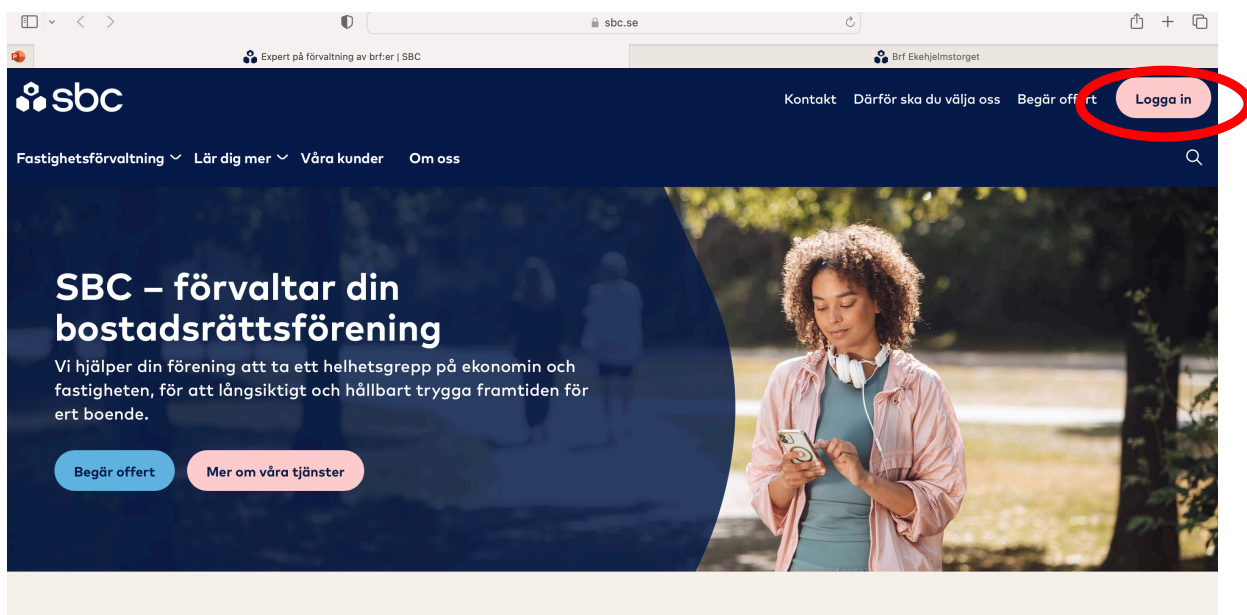 sbc.se
Expert på förvaltning av brf:er | SBC
Brf Ekehjelmstorget
sbc
Kontakt Därför ska du välja oss Begär offert Logga in
Fastighetsförvaltning Lär dig mer Våra kunder Om oss
SBC – förvaltar din
bostadsrättsförening
Vi hjälper din förening att ta ett helhetsgrepp på ekonomin och
fastigheten, för att långsiktigt och hållbart trygga framtiden för
ert boende.
Begär offert Mer om våra tjänster